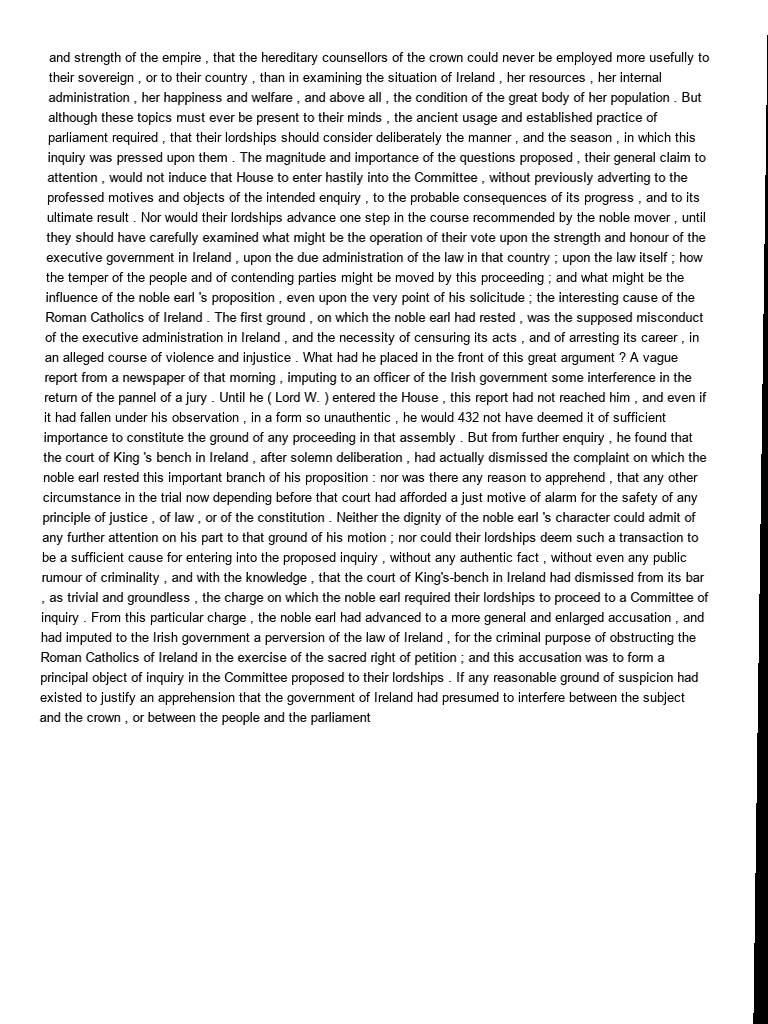 and strength of the empire , that the hereditary counsellors of the crown could never be employed more usefully to
their sovereign , or to their country , than in examining the situation of Ireland , her resources , her internal
administration , her happiness and welfare , and above all , the condition of the great body of her population . But
although these topics must ever be present to their minds , the ancient usage and established practice of
parliament required , that their lordships should consider deliberately the manner , and the season , in which this
inquiry was pressed upon them . The magnitude and importance of the questions proposed , their general claim to
attention , would not induce that House to enter hastily into the Committee , without previously adverting to the
professed motives and objects of the intended enquiry , to the probable consequences of its progress , and to its
ultimate result . Nor would their lordships advance one step in the course recommended by the noble mover , until
they should have carefully examined what might be the operation of their vote upon the strength and honour of the
executive government in Ireland , upon the due administration of the law in that country ; upon the law itself ; how
the temper of the people and of contending parties might be moved by this proceeding ; and what might be the
influence of the noble earl 's proposition , even upon the very point of his solicitude ; the interesting cause of the
Roman Catholics of Ireland . The first ground , on which the noble earl had rested , was the supposed misconduct
of the executive administration in Ireland , and the necessity of censuring its acts , and of arresting its career , in
an alleged course of violence and injustice . What had he placed in the front of this great argument ? A vague
report from a newspaper of that morning , imputing to an officer of the Irish government some interference in the
return of the pannel of a jury . Until he ( Lord W. ) entered the House , this report had not reached him , and even if
it had fallen under his observation , in a form so unauthentic , he would 432 not have deemed it of sufficient
importance to constitute the ground of any proceeding in that assembly . But from further enquiry , he found that
the court of King 's bench in Ireland , after solemn deliberation , had actually dismissed the complaint on which the
noble earl rested this important branch of his proposition : nor was there any reason to apprehend , that any other
circumstance in the trial now depending before that court had afforded a just motive of alarm for the safety of any
principle of justice , of law , or of the constitution . Neither the dignity of the noble earl 's character could admit of
any further attention on his part to that ground of his motion ; nor could their lordships deem such a transaction to
be a sufficient cause for entering into the proposed inquiry , without any authentic fact , without even any public
rumour of criminality , and with the knowledge , that the court of King's-bench in Ireland had dismissed from its bar
, as trivial and groundless , the charge on which the noble earl required their lordships to proceed to a Committee of
inquiry . From this particular charge , the noble earl had advanced to a more general and enlarged accusation , and
had imputed to the Irish government a perversion of the law of Ireland , for the criminal purpose of obstructing the
Roman Catholics of Ireland in the exercise of the sacred right of petition ; and this accusation was to form a
principal object of inquiry in the Committee proposed to their lordships . If any reasonable ground of suspicion had
existed to justify an apprehension that the government of Ireland had presumed to interfere between the subject
and the crown , or between the people and the parliament